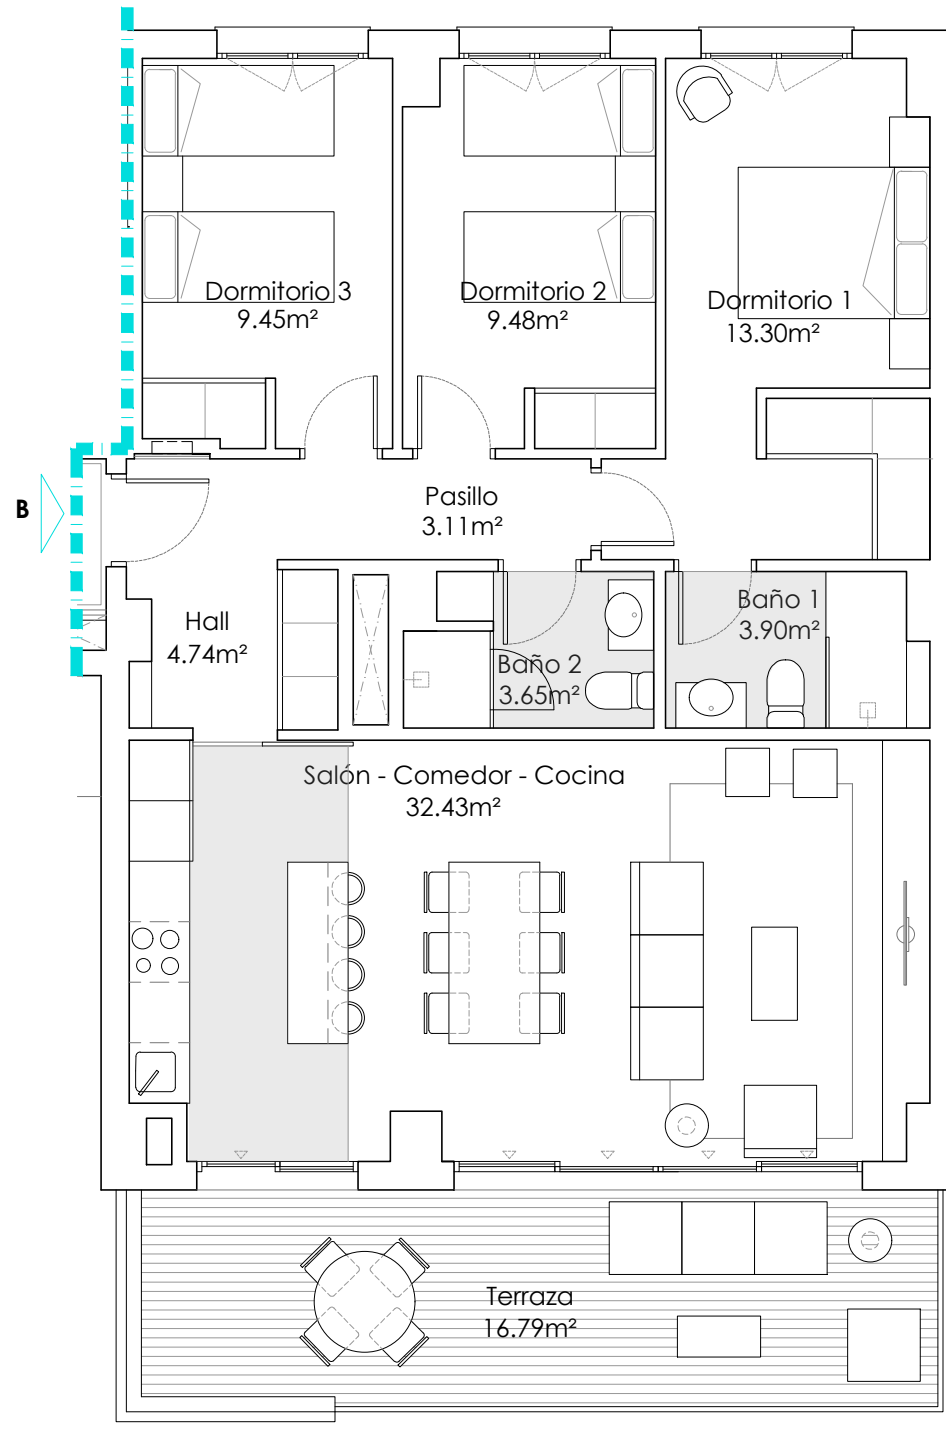 Dormitorio 3
9.45m²
Dormitorio 2
9.48m²
Dormitorio 1
13.30m²
B
Pasillo
3.11m²
Hall
4.74m²
Baño 2
3.65m²
Baño 1
3.90m²
Salón - Comedor - Cocina
32.43m²
Terraza
16.79m²